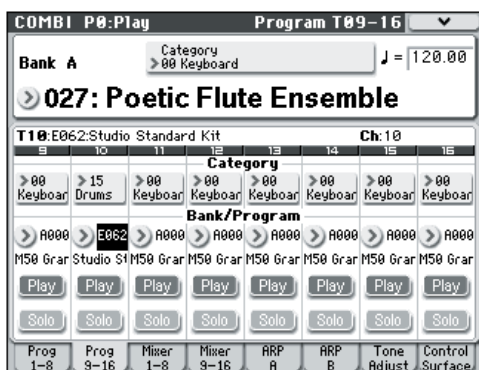 COMBI P0:Play Program T09-16
Bank A
Category
00 Keyboard
♩ = 120.00
027: Poetic Flute Ensemble
T10:E062:Studio Standard Kit Ch:10
9 10 11 12 13 14 15 16
Category
00 Keyboar 15 Drums 00 Keyboar 00 Keyboar 00 Keyboar 00 Keyboar 00 Keyboar 00 Keyboar
Bank/Program
A000 E062 A000 A000 A000 A000 A000 A000
M50 Grar Studio St M50 Grar M50 Grar M50 Grar M50 Grar M50 Grar M50 Grar
Play Play Play Play Play Play Play Play
Solo Solo Solo Solo Solo Solo Solo Solo
Prog 1-8 Prog 9-16 Mixer 1-8 Mixer 9-16 ARP A ARP B Tone Adjust Control Surface